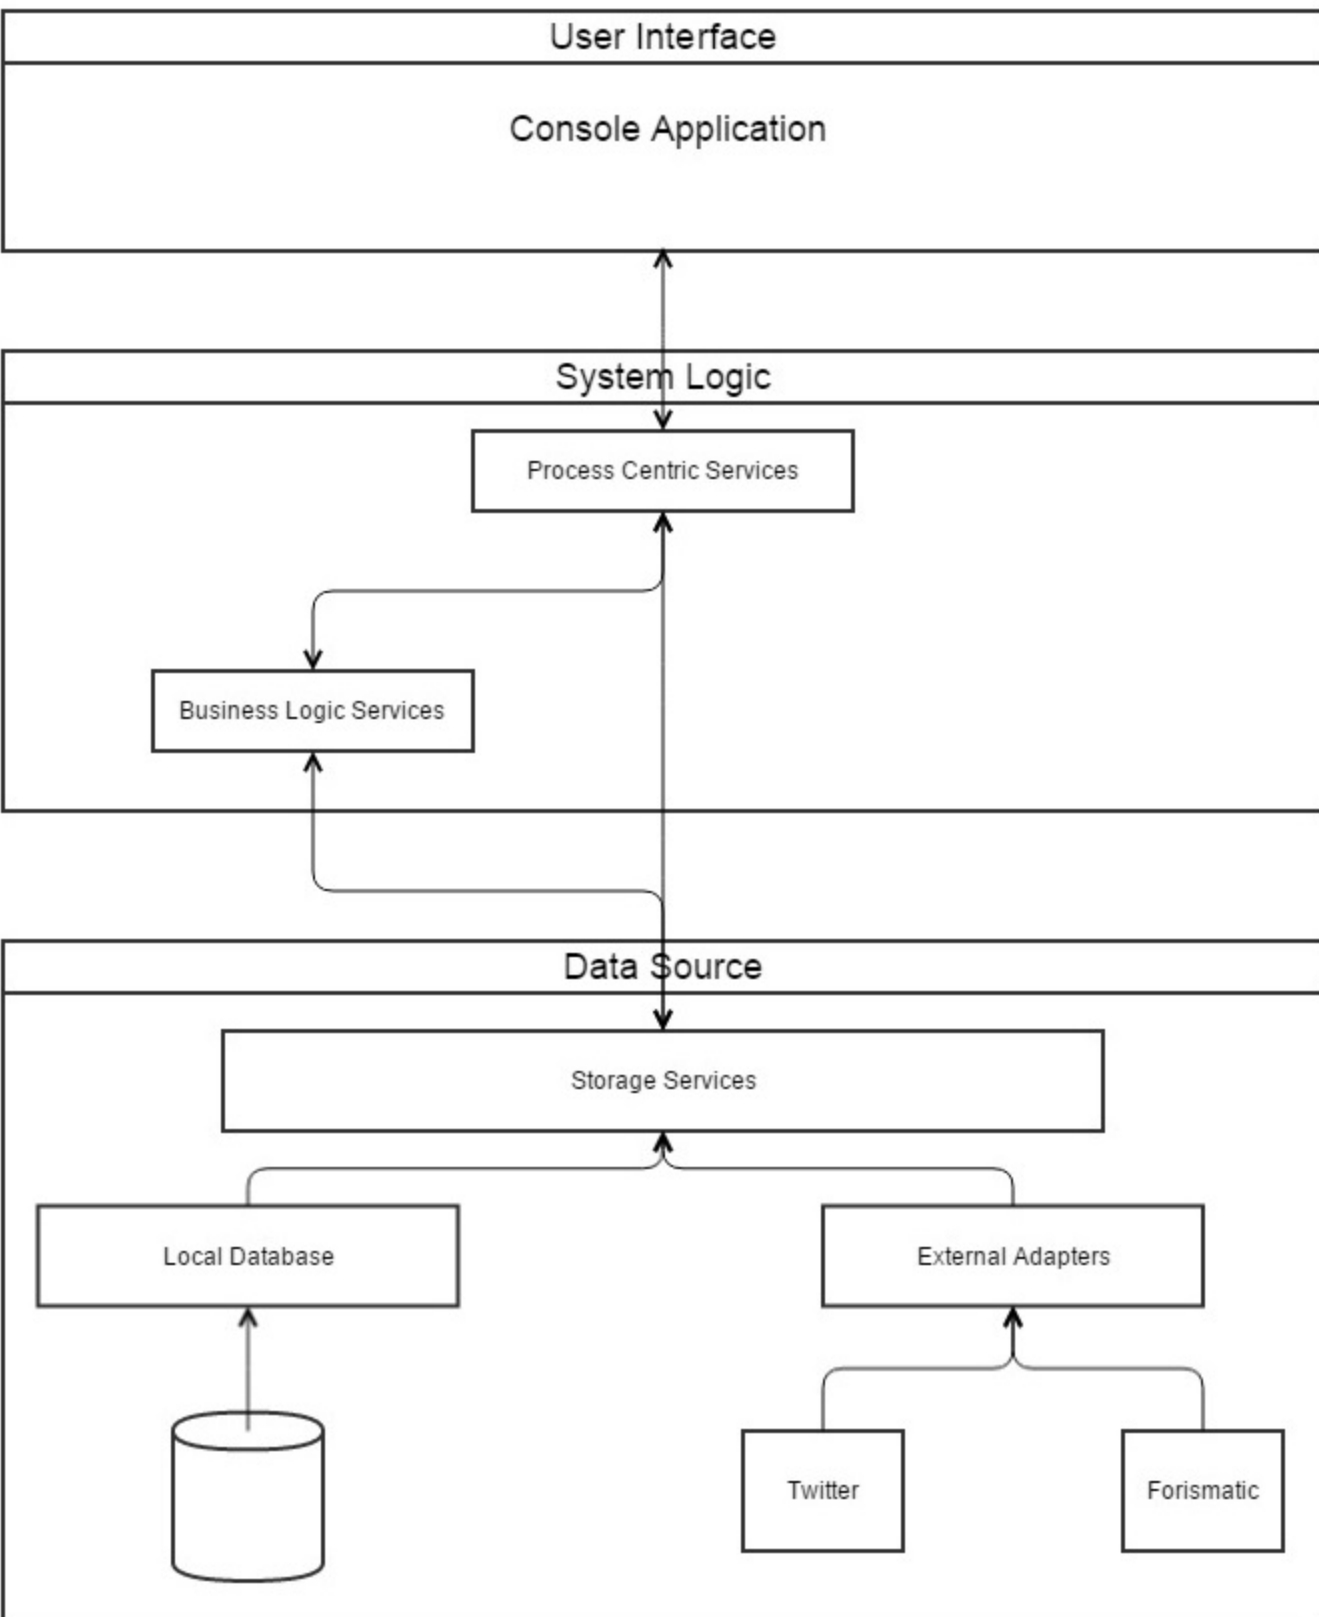 User Interface
Console Application
System Logic
Process Centric Services
Business Logic Services
Data Source
Storage Services
Local Database
External Adapters
Twitter
Forismatic